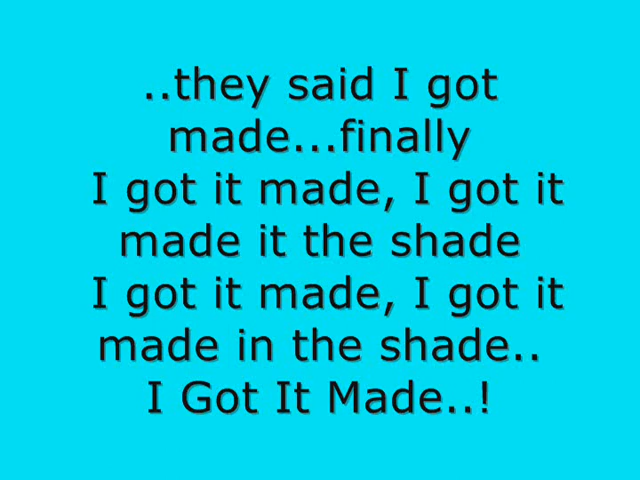 ..they said I got
made...finally
I got it made, I got it
made it the shade
I got it made, I got it
made in the shade..
I Got It Made..!